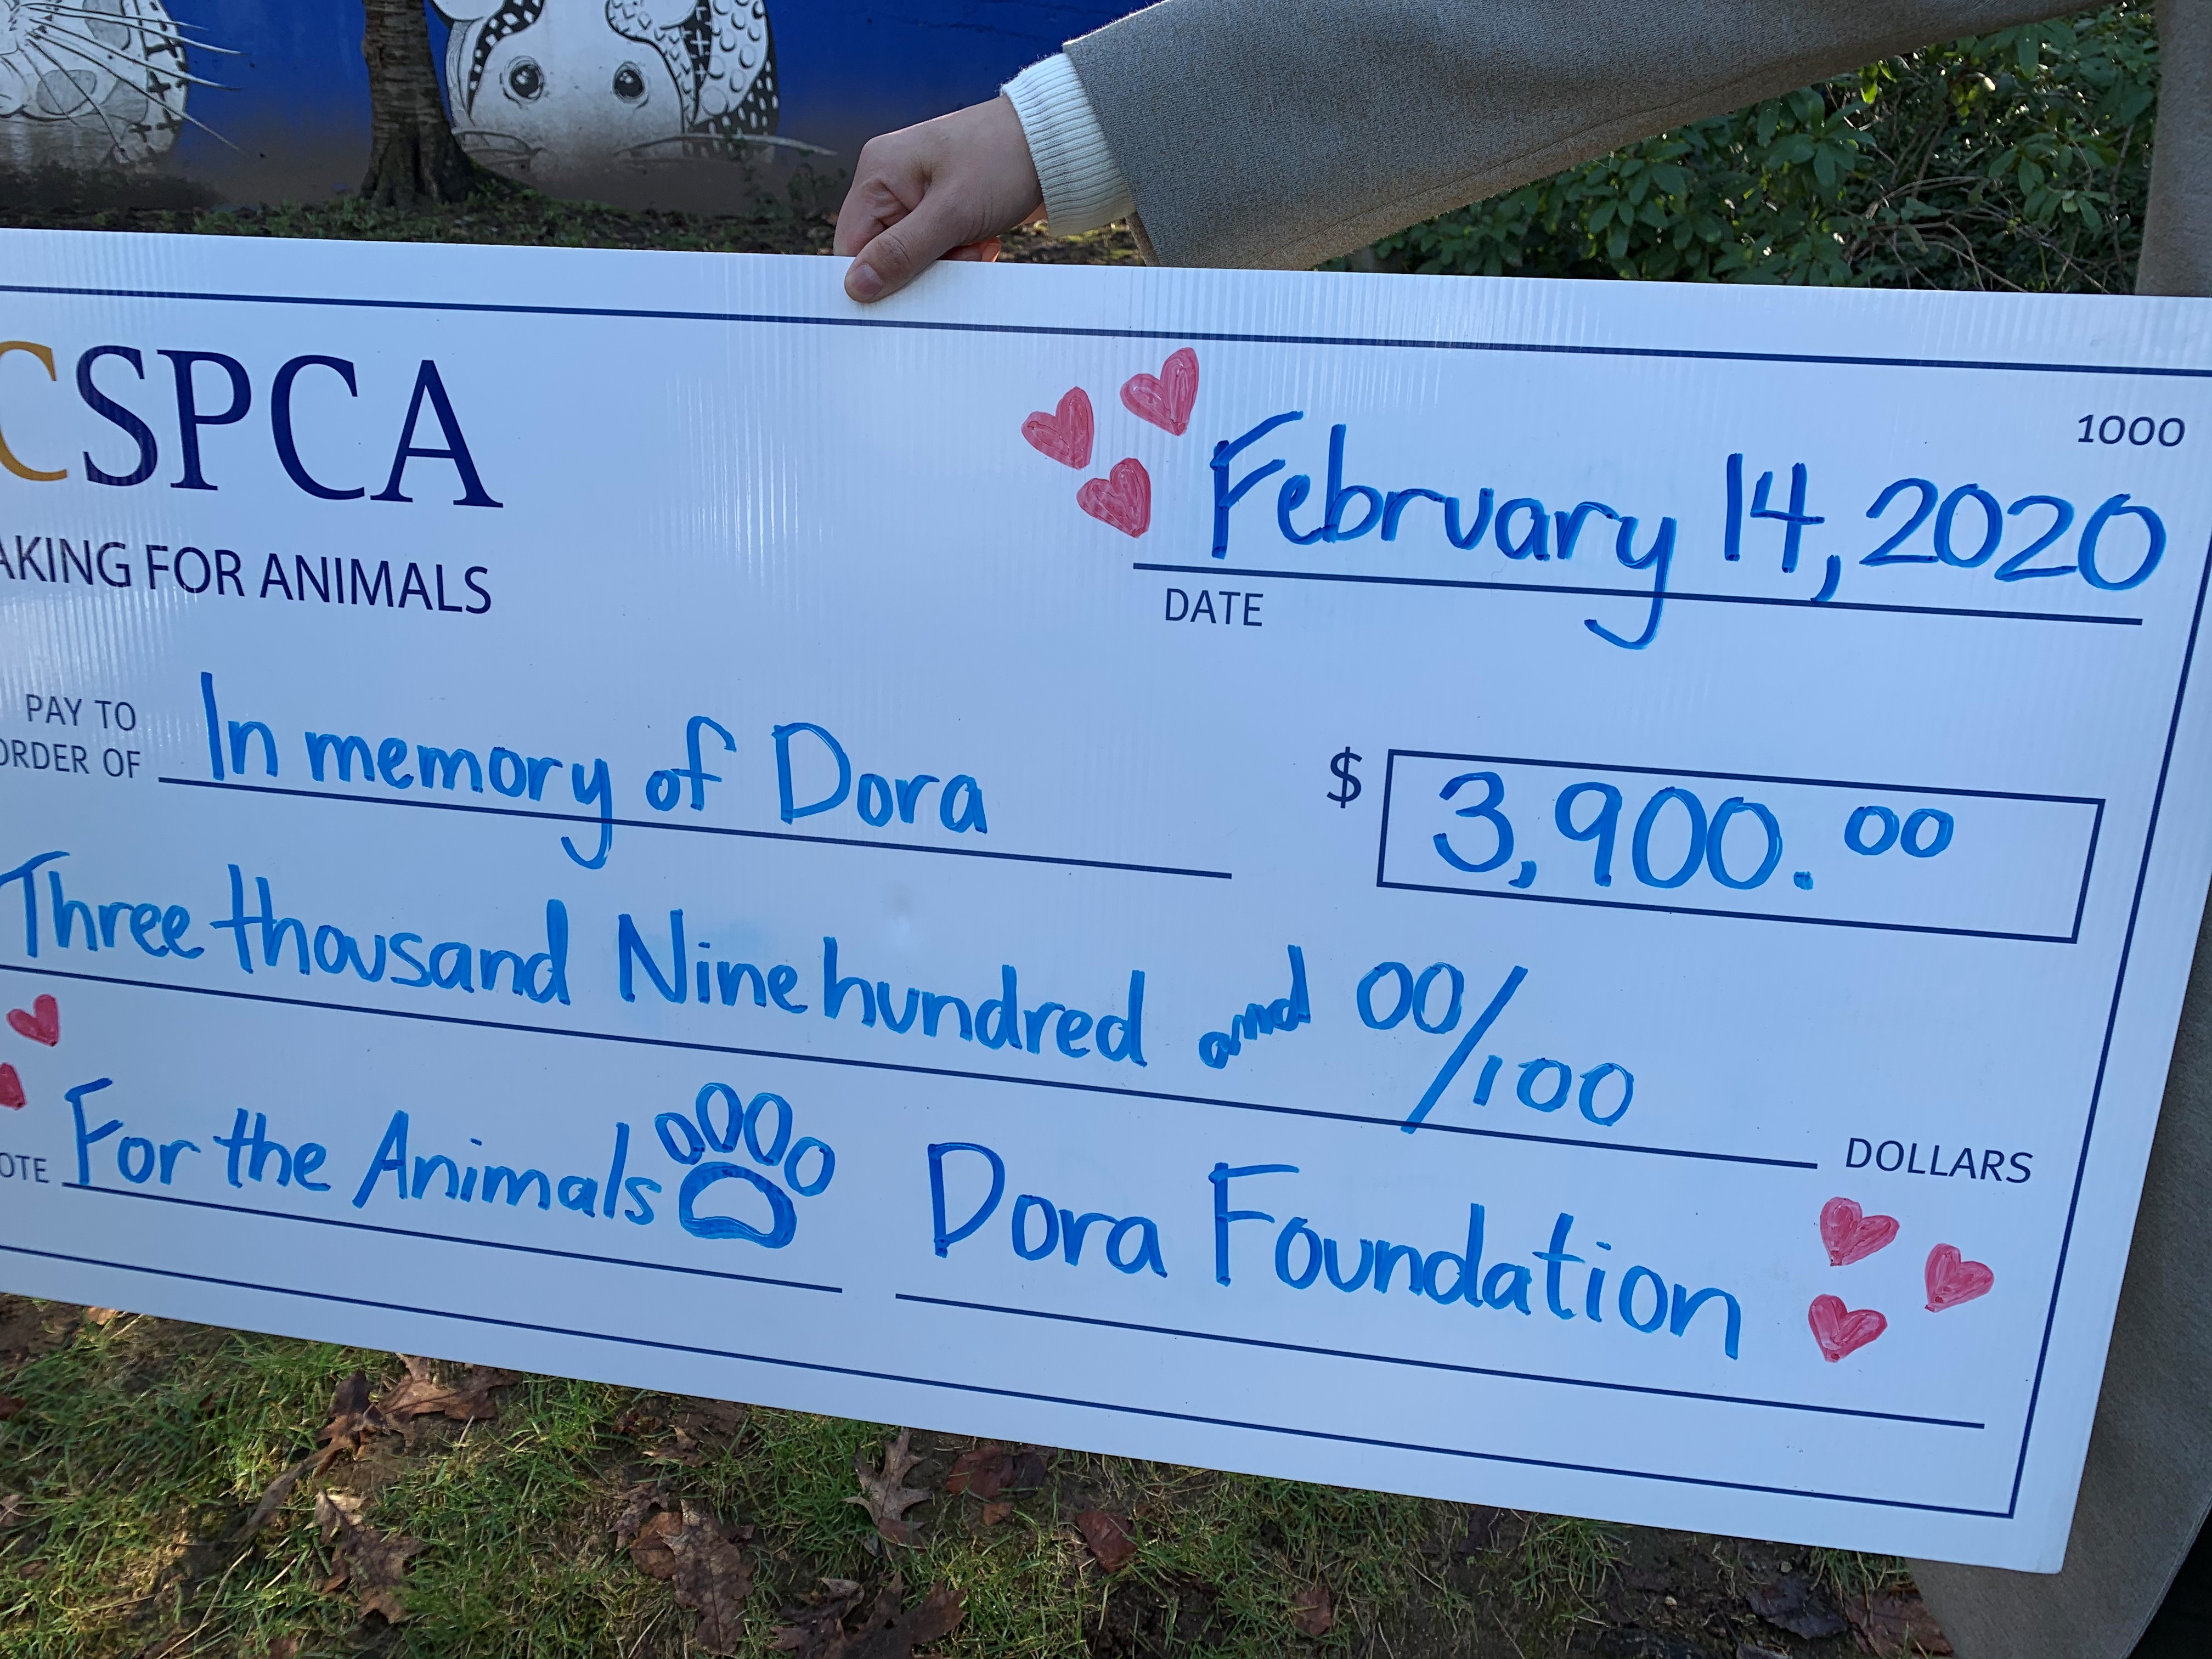 CSPCA
AKING FOR ANIMALS
1000
February 14, 2020
DATE
PAY TO
ORDER OF
In memory of Dora
$ 3,900.00
Three thousand Nine hundred and 00/100
DOLLARS
OTE For the Animals
Dora Foundation